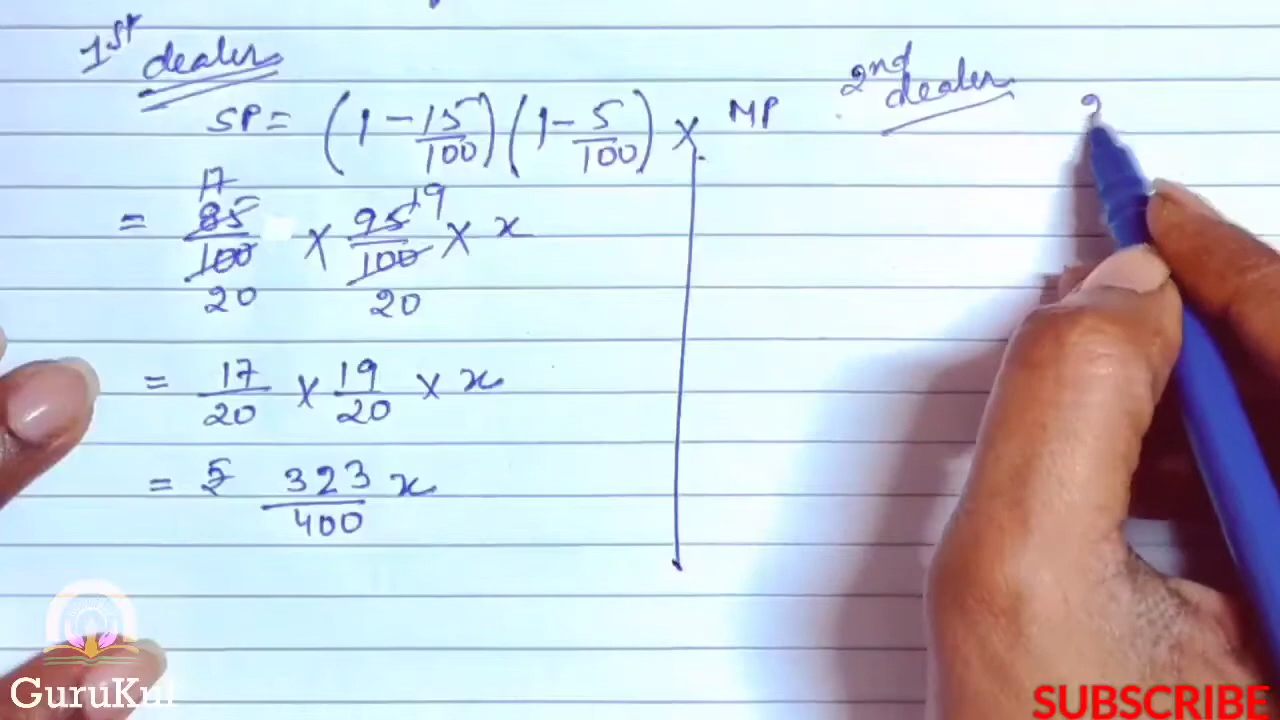 1st dealer
SP = (1 - 15/100) (1 - 5/100) × MP
= 85/100 × 95/100 × x
17 19
20 20
= 17/20 × 19/20 × x
= ₹ 323/400 x
2nd dealer
2
GuruKul
SUBSCRIBE